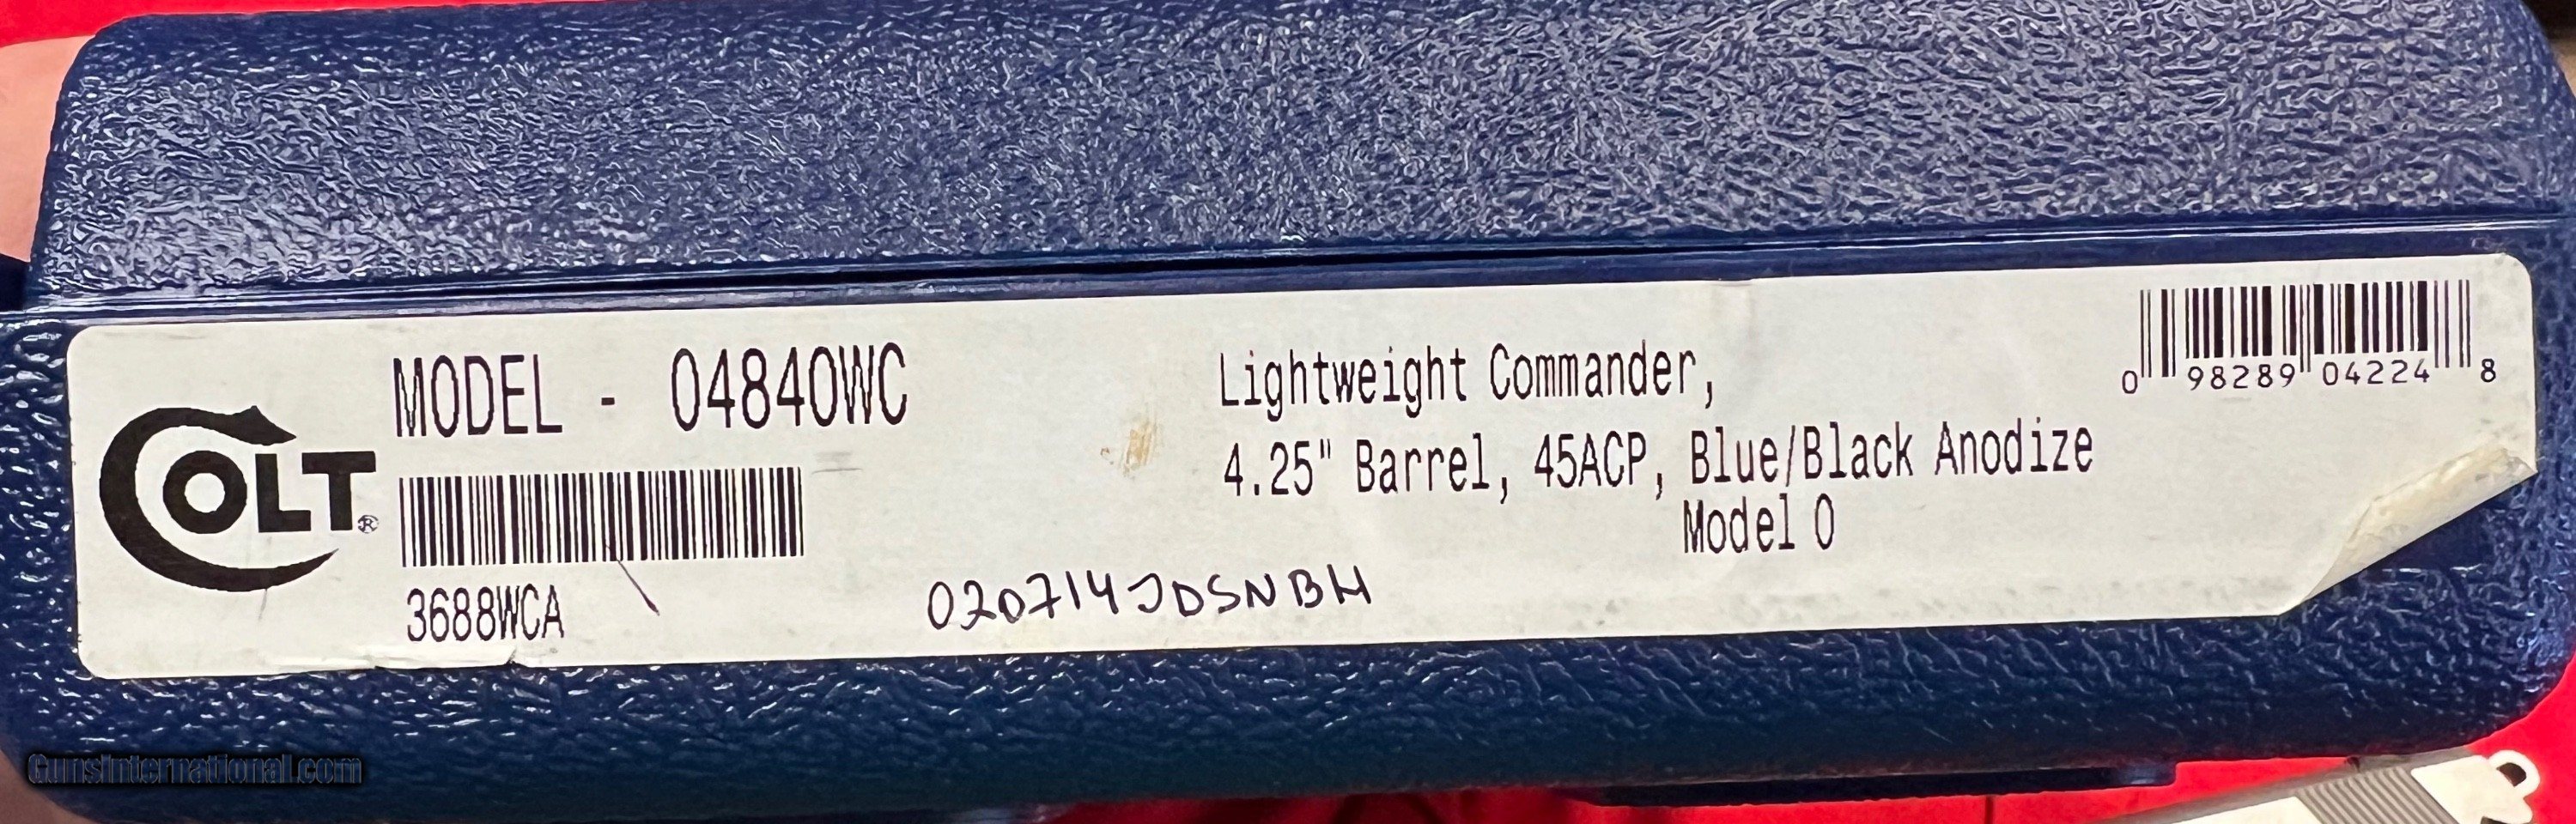 COLT®
MODEL - 04840WC
3688WCA
020714JDSNBH
Lightweight Commander,
4.25" Barrel, 45ACP, Blue/Black Anodize
Model O
0 98289 04224 8
GunsInternational.com